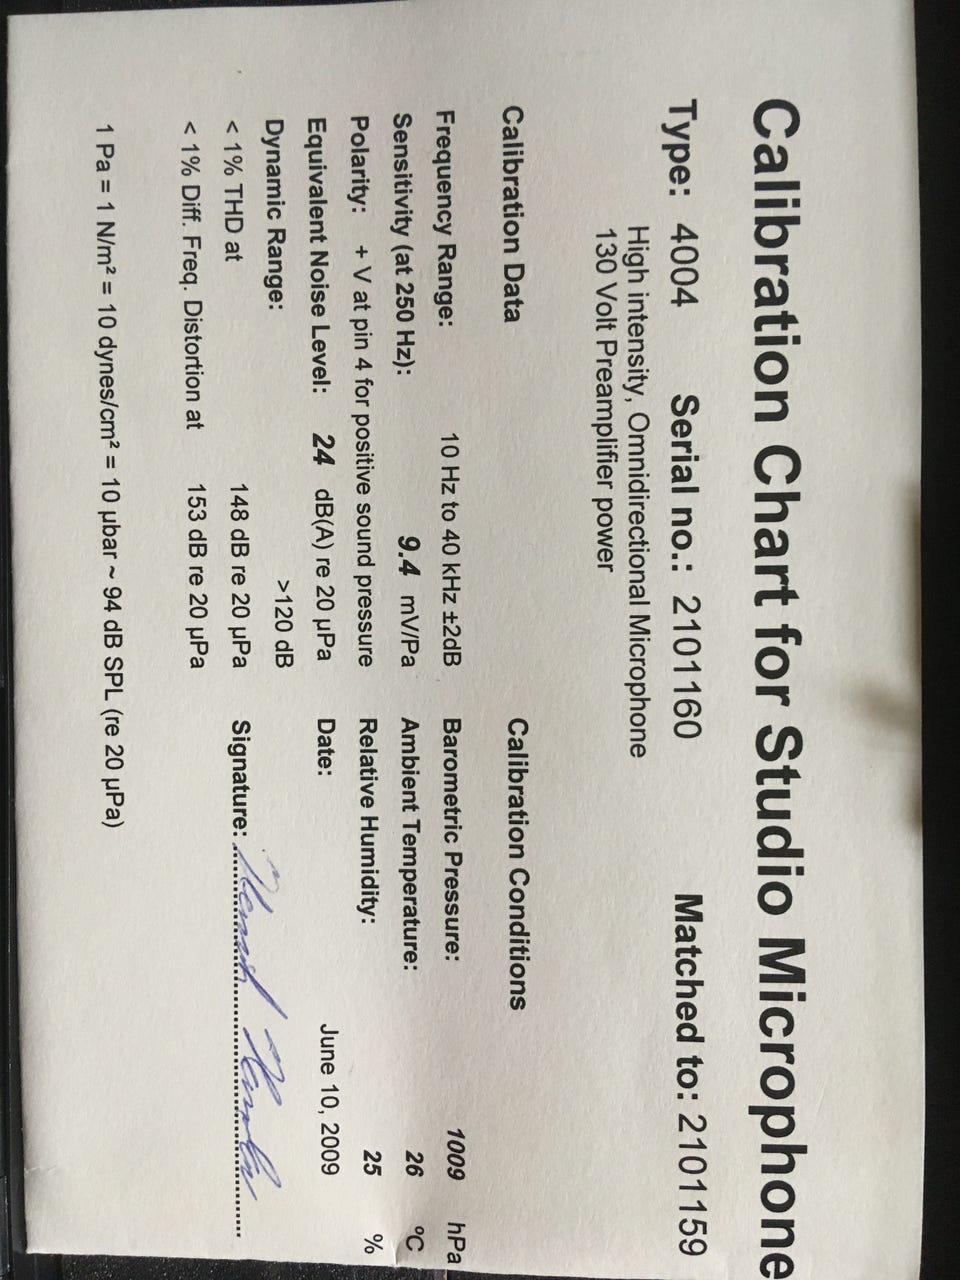 Calibration Chart for Studio Microphone
Type: 4004 Serial no.: 2101160 Matched to: 2101159
High intensity, Omnidirectional Microphone
130 Volt Preamplifier power
Calibration Data
Frequency Range: 10 Hz to 40 kHz ±2dB
Sensitivity (at 250 Hz): 9.4 mV/Pa
Polarity: + V at pin 4 for positive sound pressure
Equivalent Noise Level: 24 dB(A) re 20 µPa
Dynamic Range: >120 dB
< 1% THD at 148 dB re 20 µPa
< 1% Diff. Freq. Distortion at 153 dB re 20 µPa
Calibration Conditions
Barometric Pressure: 1009 hPa
Ambient Temperature: 26 ºC
Relative Humidity: 25 %
Date: June 10, 2009
Signature:
1 Pa = 1 N/m² = 10 dynes/cm² = 10 µbar ~ 94 dB SPL (re 20 µPa)